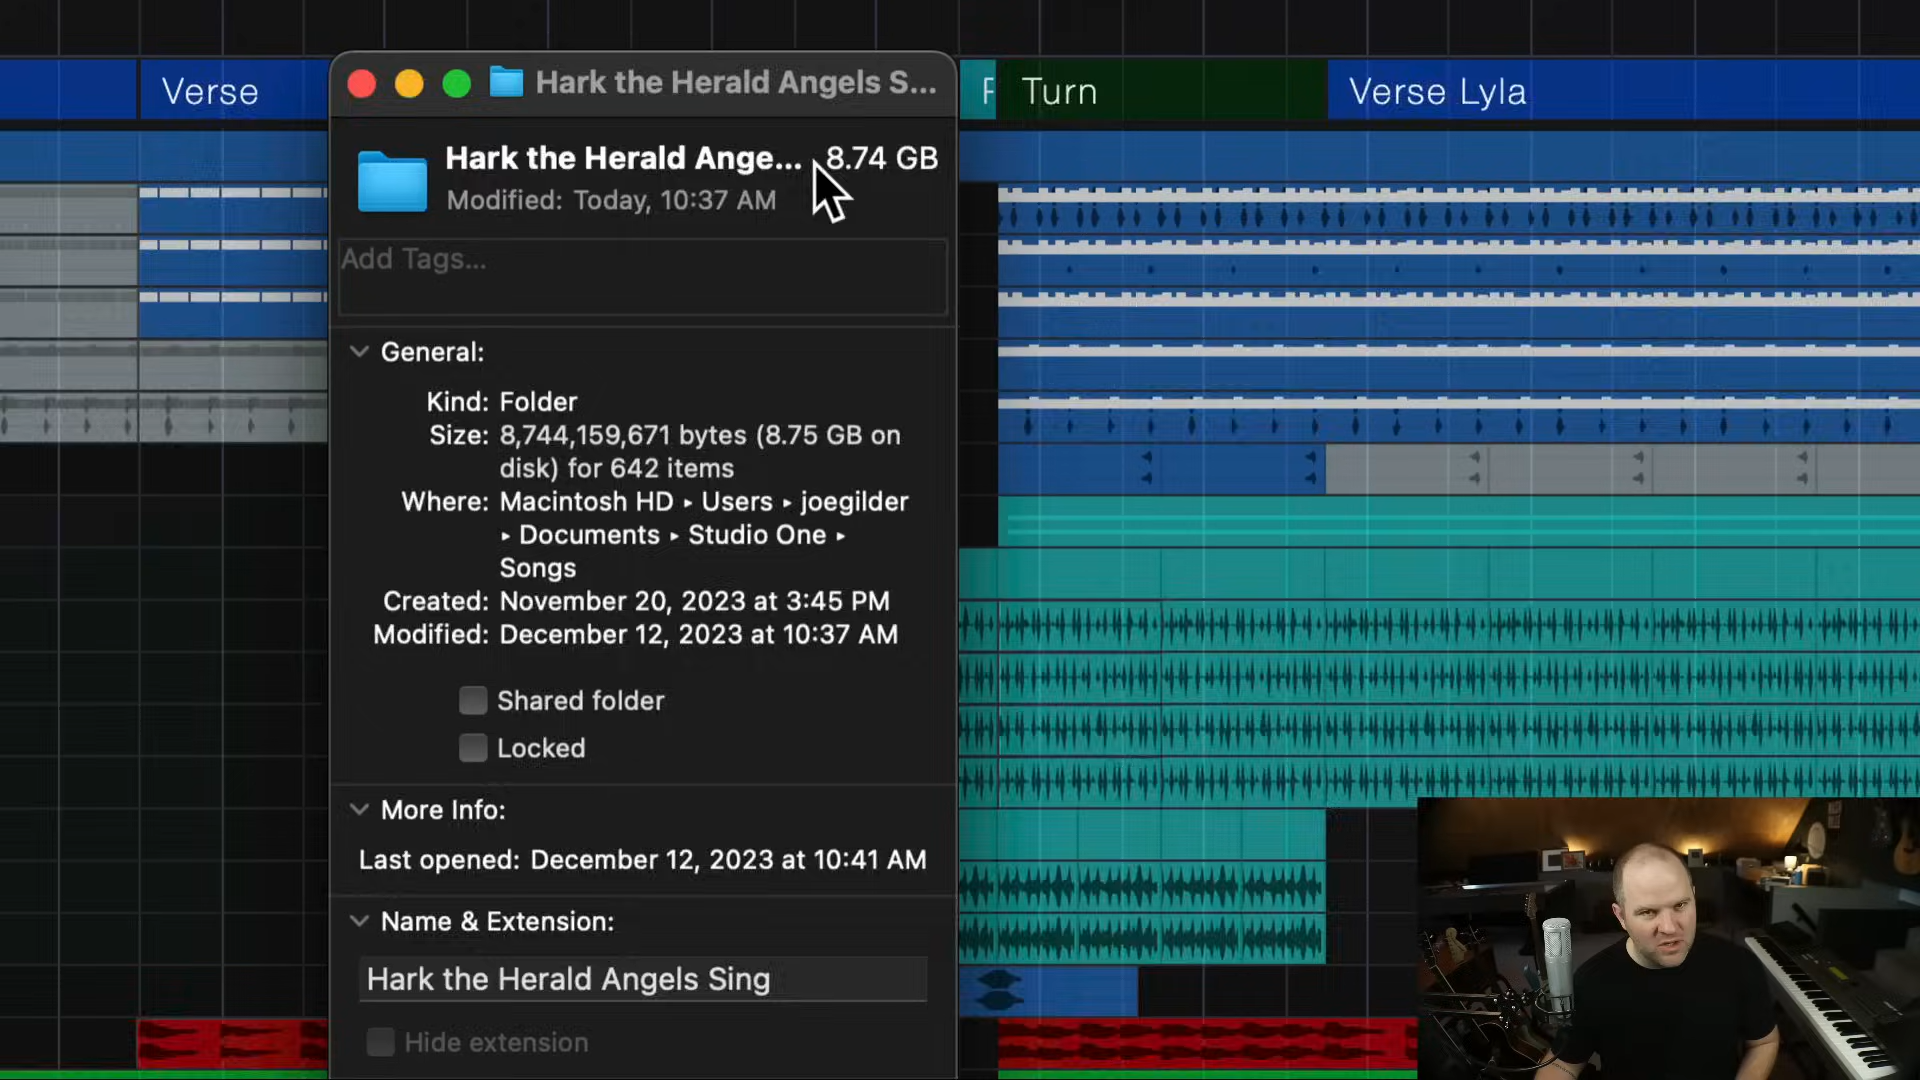 Verse
Hark the Herald Angels S...
Turn
Verse Lyla
Hark the Herald Ange... 8.74 GB
Modified: Today, 10:37 AM
Add Tags...
General:
Kind: Folder
Size: 8,744,159,671 bytes (8.75 GB on
disk) for 642 items
Where: Macintosh HD ▸ Users ▸ joegilder
▸ Documents ▸ Studio One ▸
Songs
Created: November 20, 2023 at 3:45 PM
Modified: December 12, 2023 at 10:37 AM
Shared folder
Locked
More Info:
Last opened: December 12, 2023 at 10:41 AM
Name & Extension:
Hark the Herald Angels Sing
Hide extension